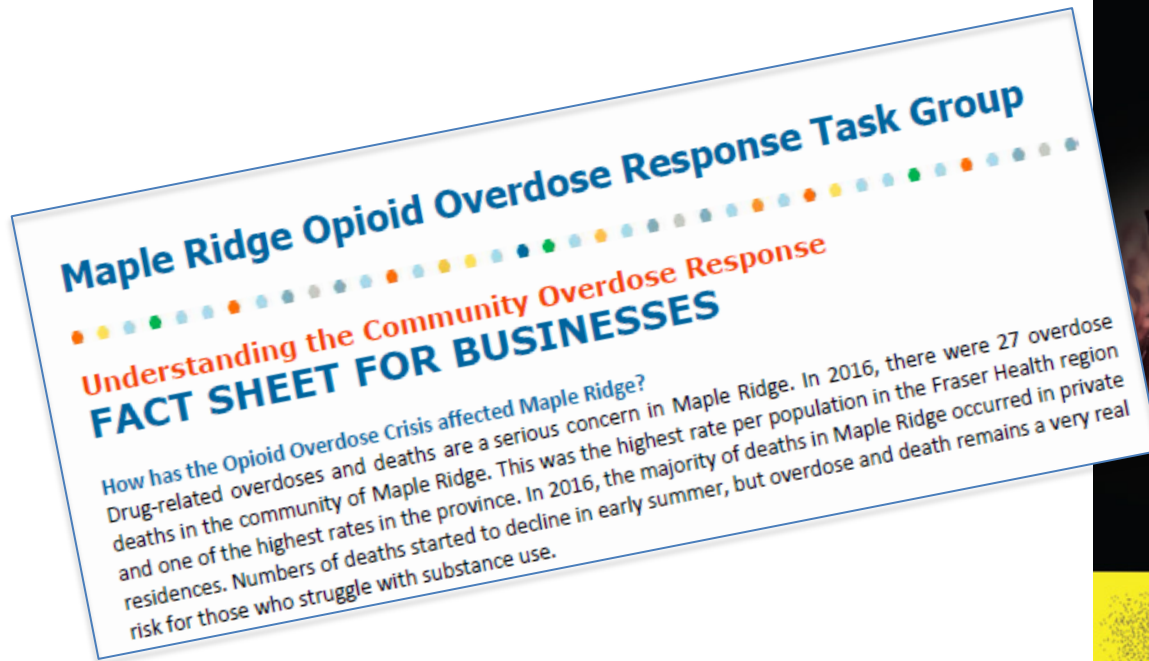 Maple Ridge Opioid Overdose Response Task Group
Understanding the Community Overdose Response
FACT SHEET FOR BUSINESSES
How has the Opioid Overdose Crisis affected Maple Ridge?
Drug-related overdoses and deaths are a serious concern in Maple Ridge. In 2016, there were 27 overdose
deaths in the community of Maple Ridge. This was the highest rate per population in the Fraser Health region
and one of the highest rates in the province. In 2016, the majority of deaths in Maple Ridge occurred in private
residences. Numbers of deaths started to decline in early summer, but overdose and death remains a very real
risk for those who struggle with substance use.